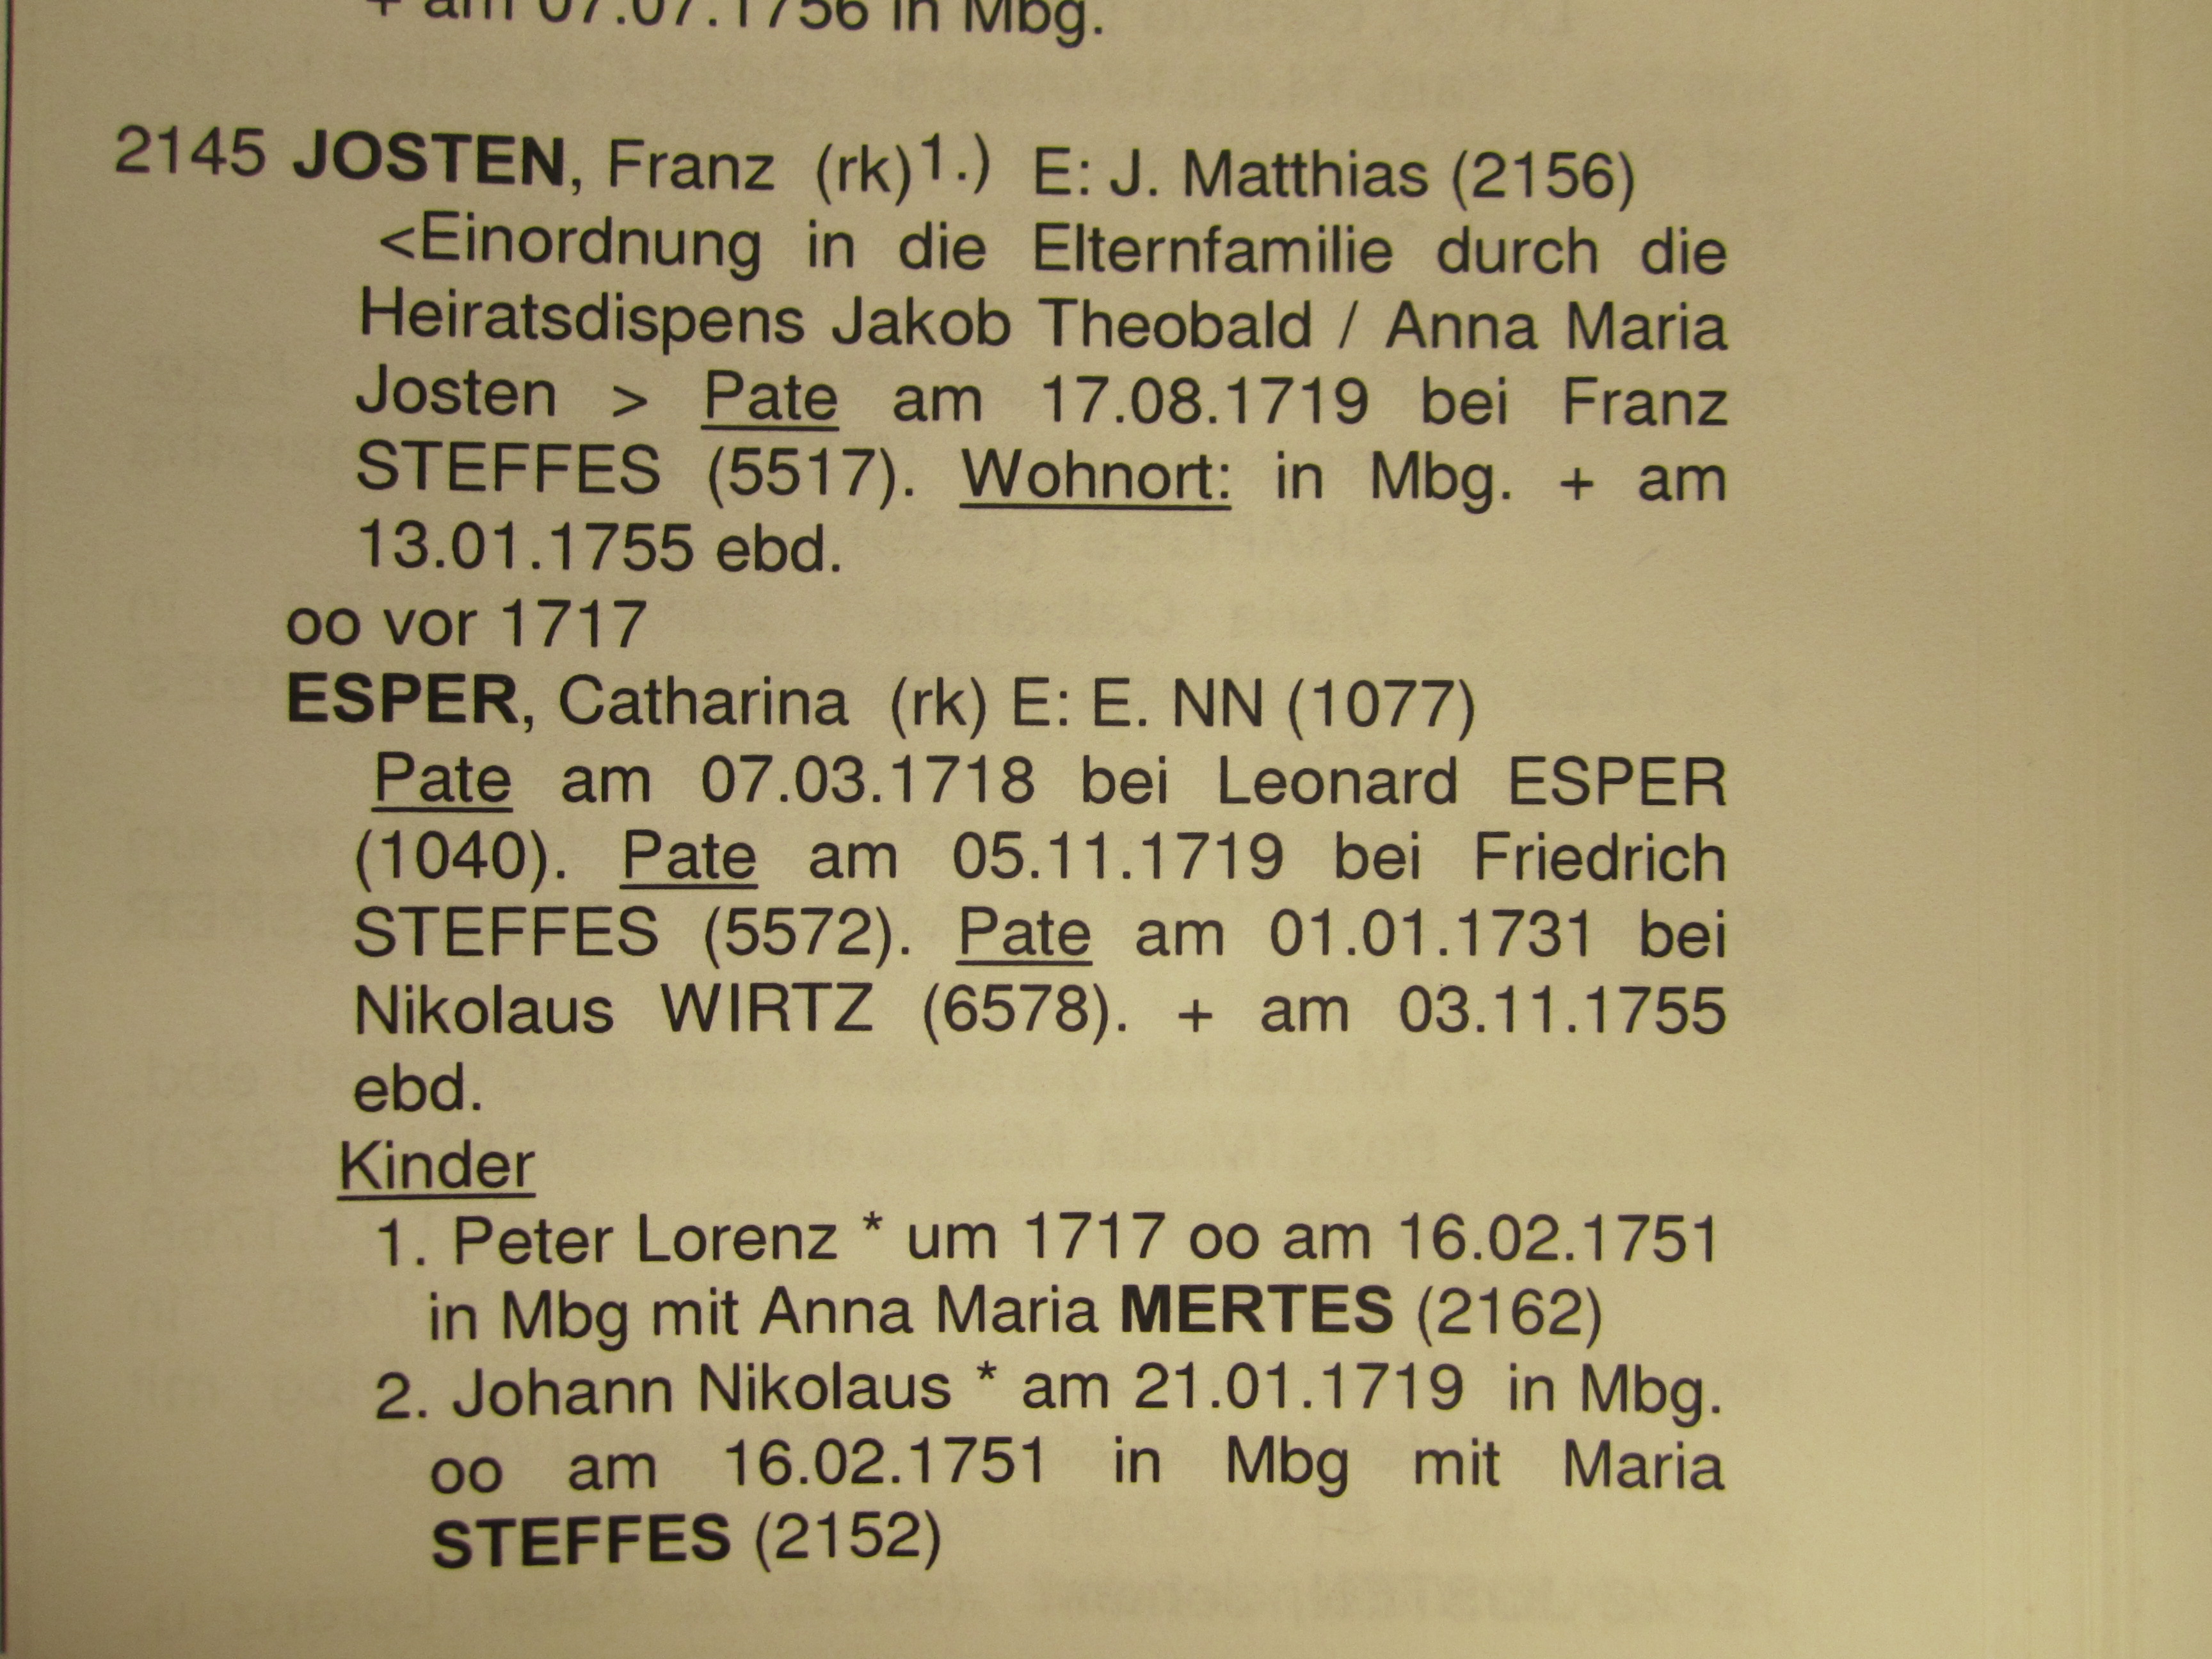 + am 07.07.1756 in Mbg.
2145 JOSTEN, Franz (rk)1.) E: J. Matthias (2156)
<Einordnung in die Elternfamilie durch die
Heiratsdispens Jakob Theobald / Anna Maria
Josten > Pate am 17.08.1719 bei Franz
STEFFES (5517). Wohnort: in Mbg. + am
13.01.1755 ebd.
oo vor 1717
ESPER, Catharina (rk) E: E. NN (1077)
Pate am 07.03.1718 bei Leonard ESPER
(1040). Pate am 05.11.1719 bei Friedrich
STEFFES (5572). Pate am 01.01.1731 bei
Nikolaus WIRTZ (6578). + am 03.11.1755
ebd.
Kinder
1. Peter Lorenz * um 1717 oo am 16.02.1751
in Mbg mit Anna Maria MERTES (2162)
2. Johann Nikolaus * am 21.01.1719 in Mbg.
oo am 16.02.1751 in Mbg mit Maria
STEFFES (2152)